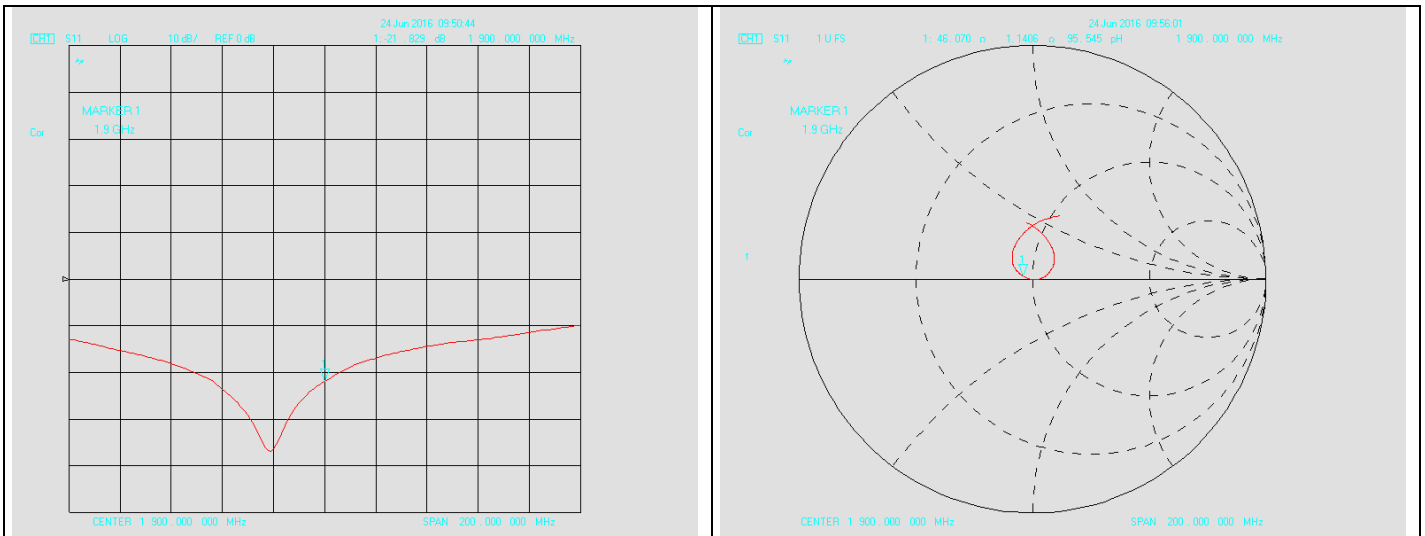 24 Jun 2016 09:50:44
CH1 S11 LOG 10 dB/ REF 0 dB 1:-21 829 dB 1 900 . 000 000 MHz
MARKER 1
Cor
1.9 GHz
1
CENTER 1 900 . 000 000 MHz SPAN 200 . 000 000 MHz
24 Jun 2016 09:56:01
CH1 S11 1 U FS 1: 46 .070 Ω 1.1406 Ω 95.545 pH 1 900 . 000 000 MHz
MARKER 1
Cor
1.9 GHz
1
CENTER 1 900 . 000 000 MHz SPAN 200 . 000 000 MHz